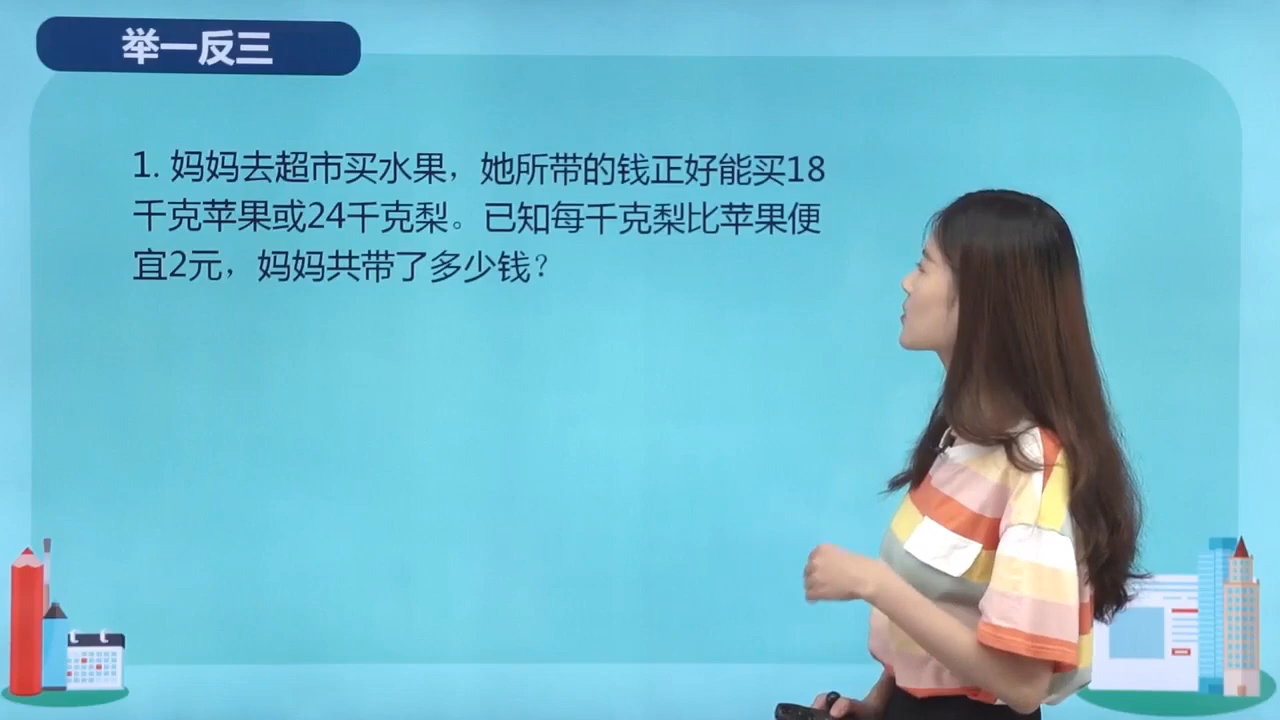 举一反三
1. 妈妈去超市买水果，她所带的钱正好能买18
千克苹果或24千克梨。已知每千克梨比苹果便
宜2元，妈妈共带了多少钱？